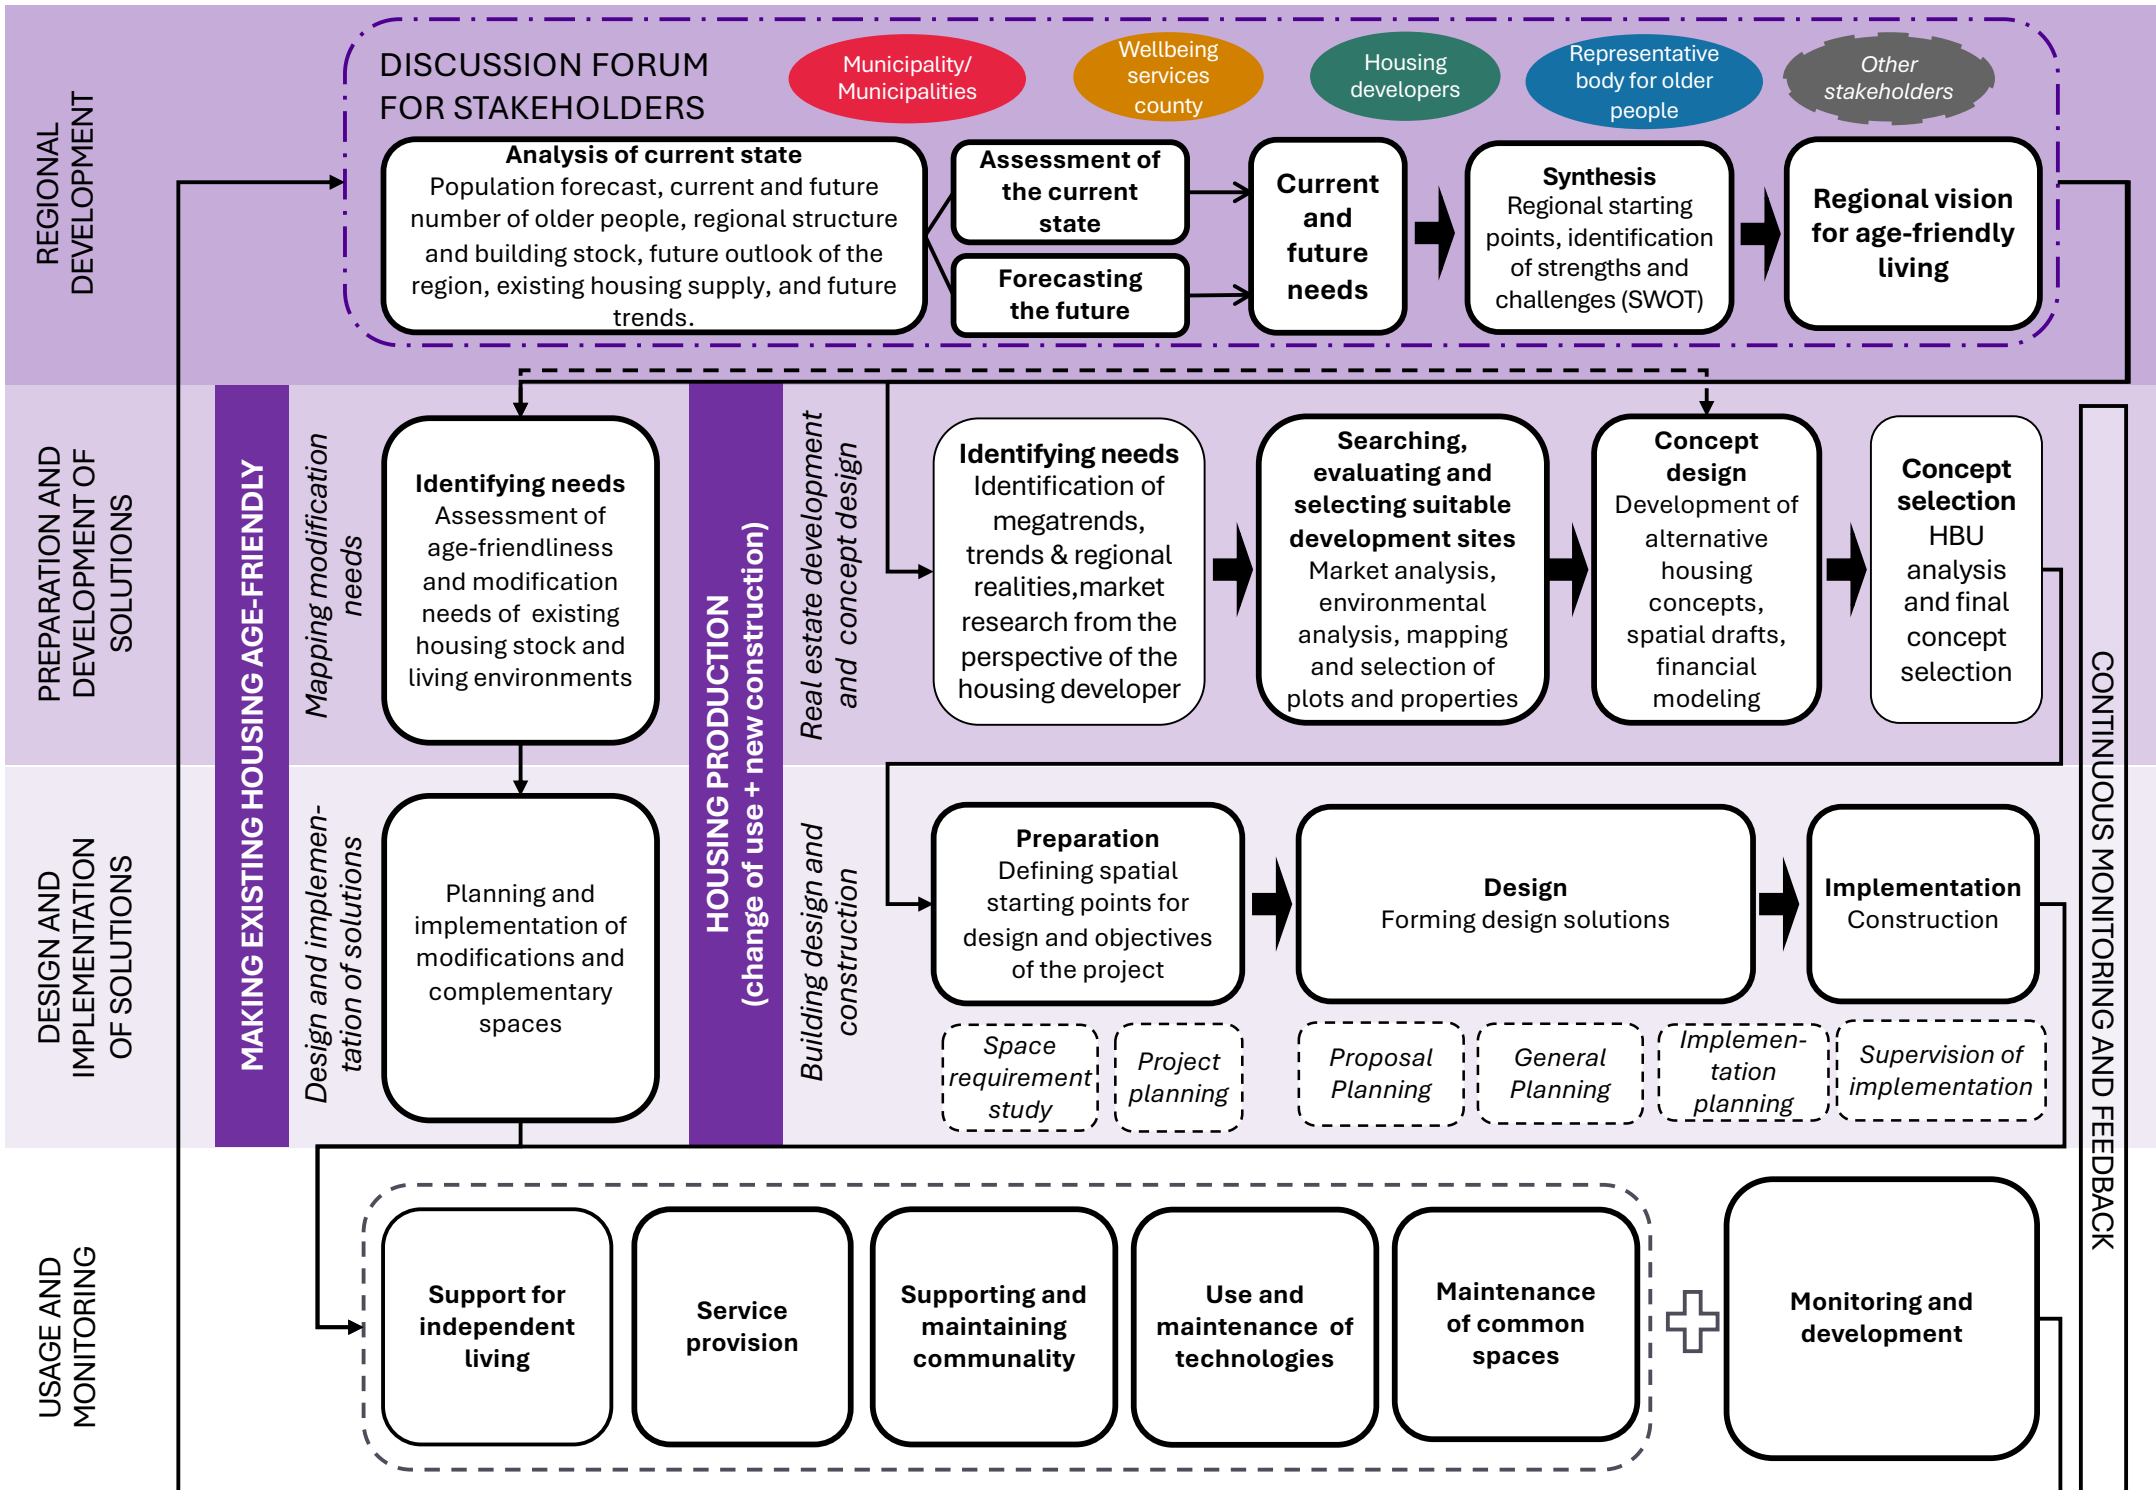 DISCUSSION FORUM
FOR STAKEHOLDERS
Municipality/
Municipalities
Wellbeing
services
county
Housing
developers
Representative
body for older
people
Other
stakeholders
REGIONAL
DEVELOPMENT
Analysis of current state
Population forecast, current and future
number of older people, regional structure
and building stock, future outlook of the
region, existing housing supply, and future
trends.
Assessment of
the current
state
Forecasting
the future
Current
and
future
needs
Synthesis
Regional starting
points, identification
of strengths and
challenges (SWOT)
Regional vision
for age-friendly
living
PREPARATION AND
DEVELOPMENT OF
SOLUTIONS
MAKING EXISTING HOUSING AGE-FRIENDLY
Mapping modification
needs
Identifying needs
Assessment of
age-friendliness
and modification
needs of  existing
housing stock and
living environments
HOUSING PRODUCTION
(change of use + new construction)
Real estate development
and concept design
Identifying needs
Identification of
megatrends,
trends & regional
realities,market
research from the
perspective of the
housing developer
Searching,
evaluating and
selecting suitable
development sites
Market analysis,
environmental
analysis, mapping
and selection of
plots and properties
Concept
design
Development of
alternative
housing
concepts,
spatial drafts,
financial
modeling
Concept
selection
HBU
analysis
and final
concept
selection
CONTINUOUS MONITORING AND FEEDBACK
DESIGN AND
IMPLEMENTATION
OF SOLUTIONS
Design and implemen-
tation of solutions
Planning and
implementation of
modifications and
complementary
spaces
Building design and
construction
Preparation
Defining spatial
starting points for
design and objectives
of the project
Design
Forming design solutions
Implementation
Construction
Space
requirement
study
Project
planning
Proposal
Planning
General
Planning
Implemen-
tation
planning
Supervision of
implementation
USAGE AND
MONITORING
Support for
independent
living
Service
provision
Supporting and
maintaining
communality
Use and
maintenance  of
technologies
Maintenance
of common
spaces
Monitoring and
development